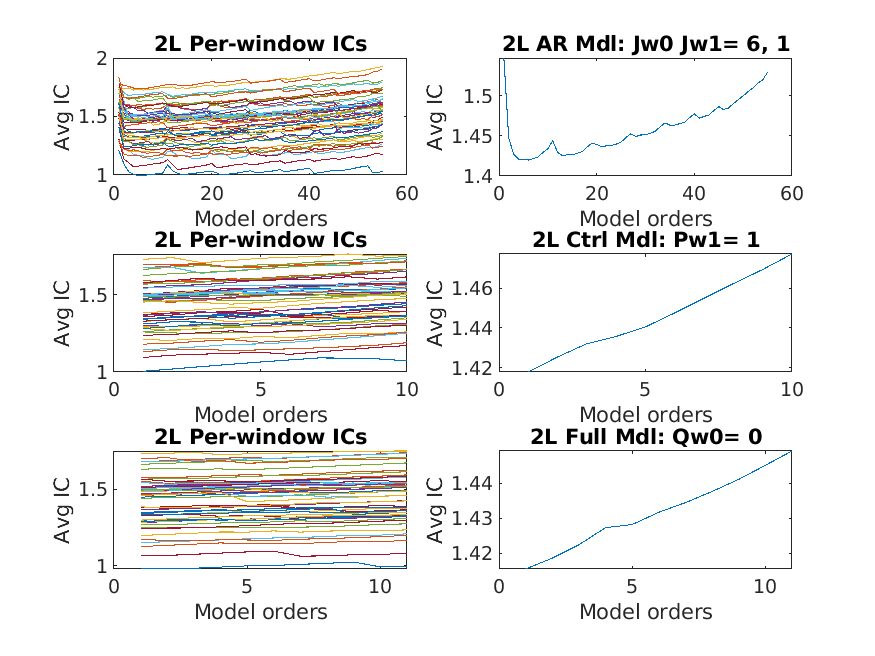 2L Per-window ICs
Avg IC
2
1.5
1
0 20 40 60
Model orders
2L AR Mdl: Jw0 Jw1= 6, 1
Avg IC
1.5
1.45
1.4
0 20 40 60
Model orders
2L Per-window ICs
Avg IC
1.5
1
0 5 10
Model orders
2L Ctrl Mdl: Pw1= 1
Avg IC
1.46
1.44
1.42
0 5 10
Model orders
2L Per-window ICs
Avg IC
1.5
1
0 5 10
Model orders
2L Full Mdl: Qw0= 0
Avg IC
1.44
1.43
1.42
0 5 10
Model orders